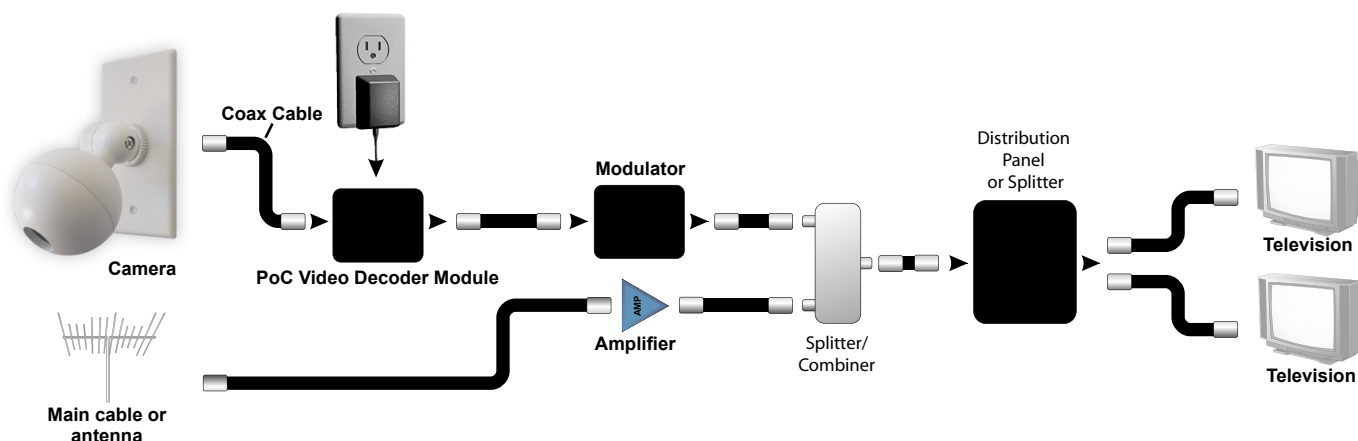 Coax Cable
Camera
PoC Video Decoder Module
Modulator
Main cable or
antenna
AMP
Amplifier
Splitter/
Combiner
Distribution
Panel
or Splitter
Television
Television